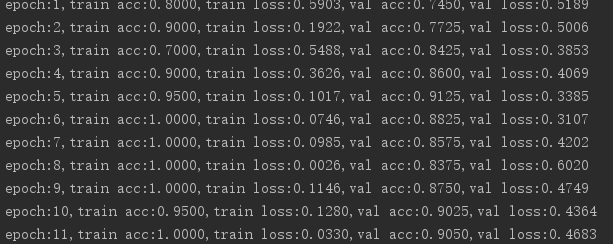 epoch:1,train acc:0.8000,train loss:0.5903,val acc:0.7450,val loss:0.5189
epoch:2,train acc:0.9000,train loss:0.1922,val acc:0.7725,val loss:0.5006
epoch:3,train acc:0.7000,train loss:0.5488,val acc:0.8425,val loss:0.3853
epoch:4,train acc:0.9000,train loss:0.3626,val acc:0.8600,val loss:0.4069
epoch:5,train acc:0.9500,train loss:0.1017,val acc:0.9125,val loss:0.3385
epoch:6,train acc:1.0000,train loss:0.0746,val acc:0.8825,val loss:0.3107
epoch:7,train acc:1.0000,train loss:0.0985,val acc:0.8575,val loss:0.4202
epoch:8,train acc:1.0000,train loss:0.0026,val acc:0.8375,val loss:0.6020
epoch:9,train acc:1.0000,train loss:0.1146,val acc:0.8750,val loss:0.4749
epoch:10,train acc:0.9500,train loss:0.1280,val acc:0.9025,val loss:0.4364
epoch:11,train acc:1.0000,train loss:0.0330,val acc:0.9050,val loss:0.4683